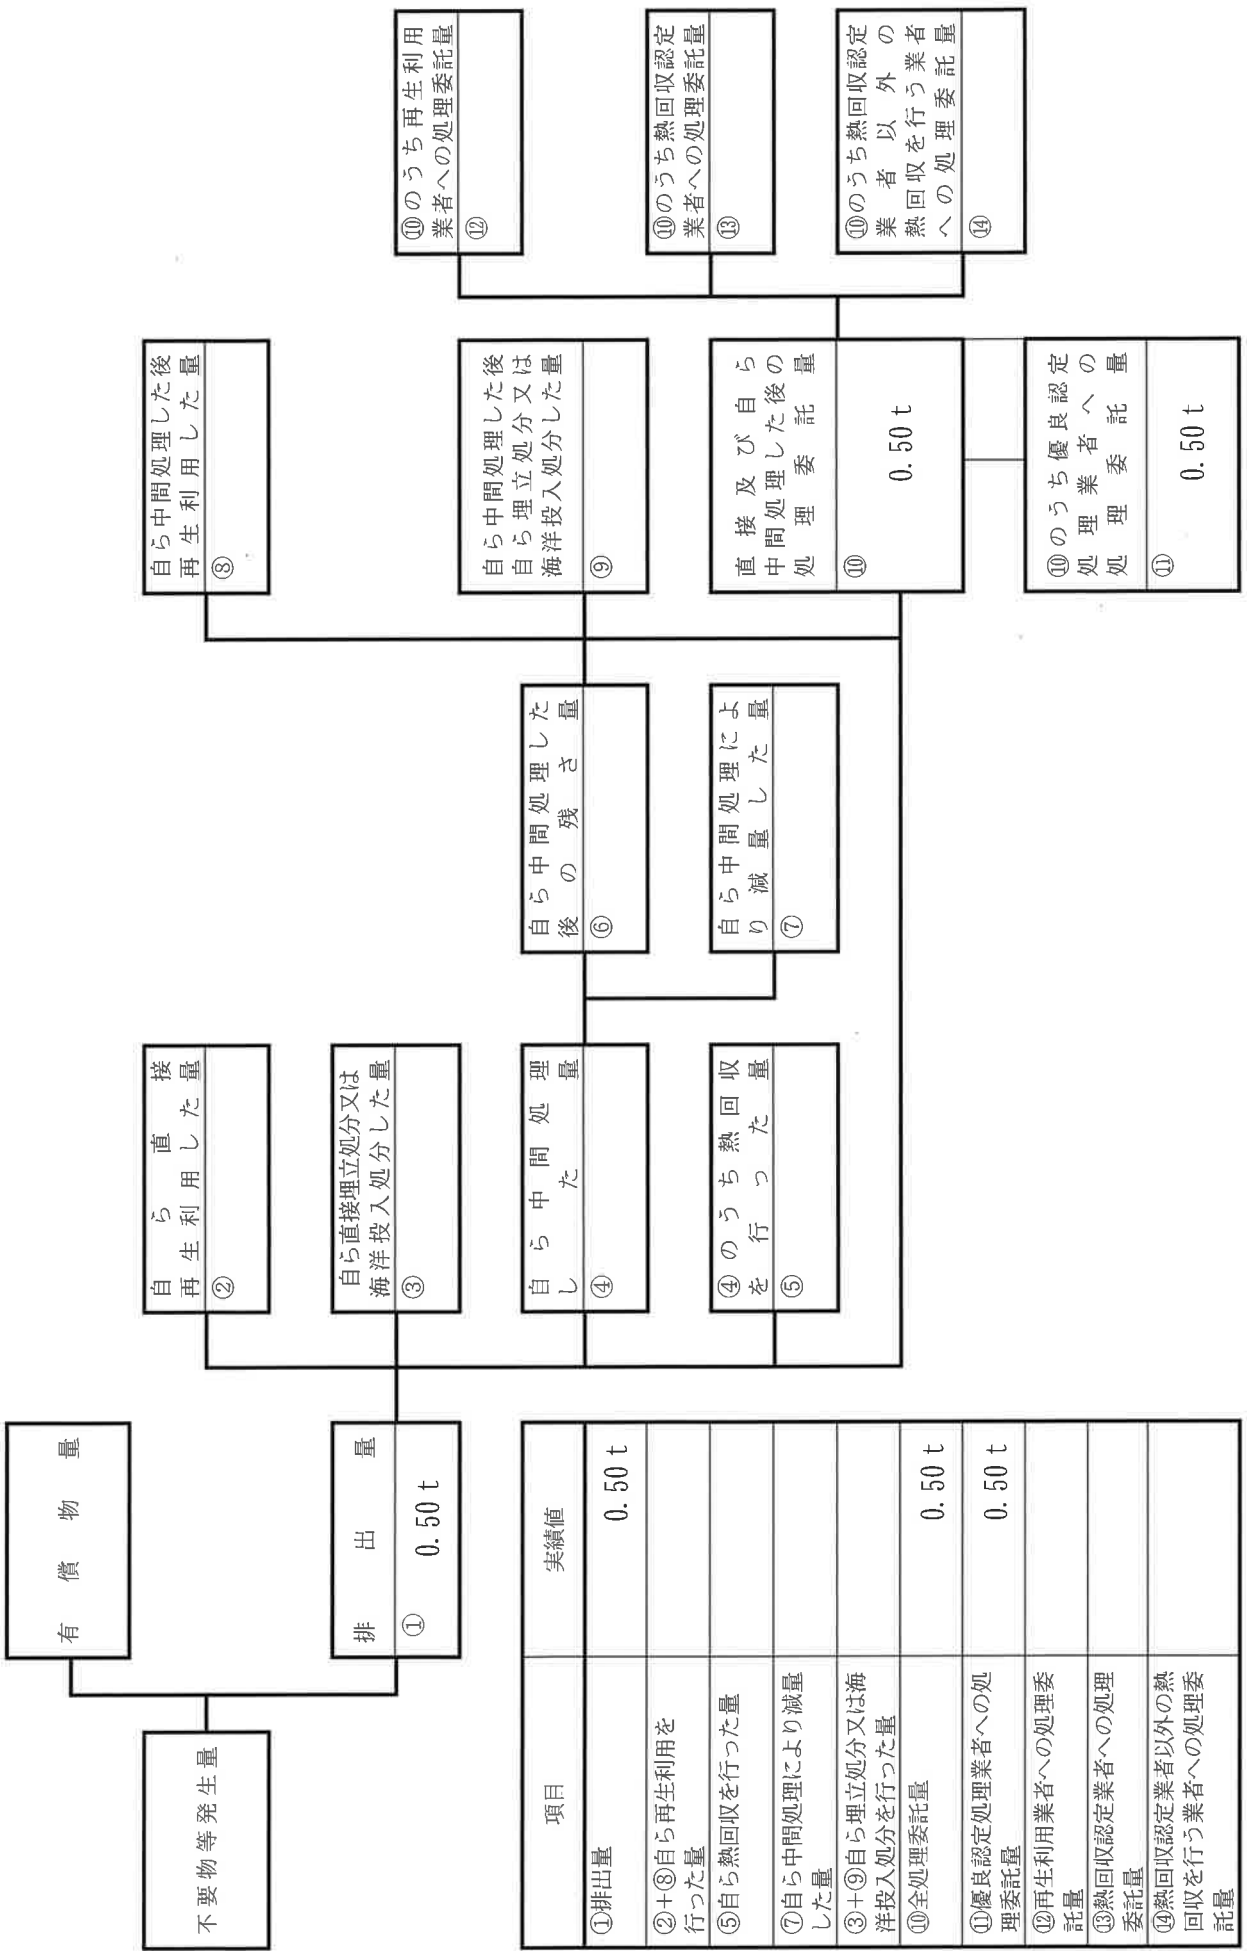 不要物等発生量
有償物量
排出量
① 0.50 t
自ら直接
再生利用した量
②
自ら直接埋立処分又は
海洋投入処分した量
③
自ら中間処理
した量
④
④のうち熱回収
を行った量
⑤
自ら中間処理した
後の残さ量
⑥
自ら中間処理によ
り減量した量
⑦
自ら中間処理した後
再生利用した量
⑧
自ら中間処理した後
自ら埋立処分又は
海洋投入処分した量
⑨
直接及び自ら
中間処理した後の
処理委託量
⑩ 0.50 t
⑩のうち優良認定
処理業者への
処理委託量
⑪ 0.50 t
⑩のうち再生利用
業者への処理委託量
⑫
⑩のうち熱回収認定
業者への処理委託量
⑬
⑩のうち熱回収認定
業者以外の
熱回収を行う業者
への処理委託量
⑭
項目 実績値
①排出量 0.50 t
②+⑧自ら再生利用を
行った量
⑤自ら熱回収を行った量
⑦自ら中間処理により減量
した量
③+⑨自ら埋立処分又は海
洋投入処分を行った量
⑩全処理委託量 0.50 t
⑪優良認定処理業者への処
理委託量 0.50 t
⑫再生利用業者への処理委
託量
⑬熱回収認定業者への処理
委託量
⑭熱回収認定業者以外の熱
回収を行う業者への処理委
託量